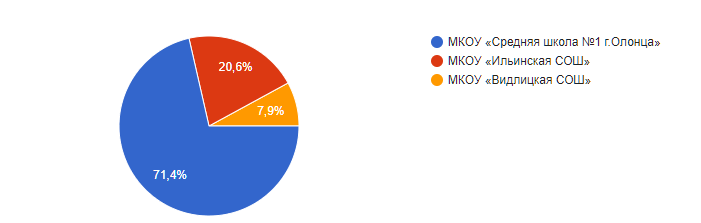 МКОУ «Средняя школа №1 г.Олонца»
МКОУ «Ильинская СОШ»
МКОУ «Видлицкая СОШ»
20,6%
7,9%
71,4%